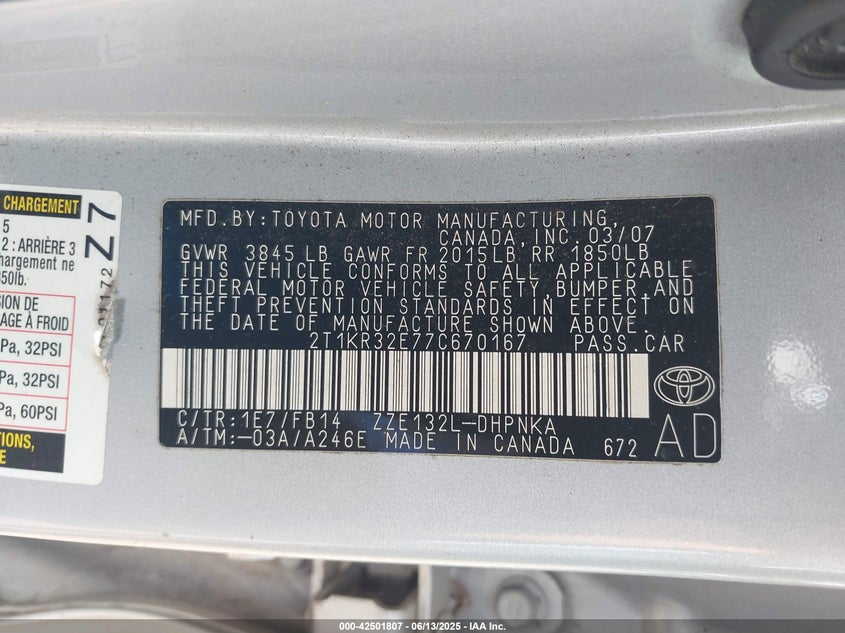 CHARGEMENT
5
2 : ARRIÈRE 3
chargement ne
850lb.
Z7
SION DE
LAGE À FROID
Pa, 32PSI
Pa, 32PSI
Pa, 60PSI
MFD. BY: TOYOTA MOTOR MANUFACTURING
CANADA, INC. 03/07
GVWR 3845 LB GAWR FR 2015LB RR 1850LB
THIS VEHICLE CONFORMS TO ALL APPLICABLE
FEDERAL MOTOR VEHICLE SAFETY, BUMPER AND
THEFT PREVENTION STANDARDS IN EFFECT ON
THE DATE OF MANUFACTURE SHOWN ABOVE.
2T1KR32E77C670167 PASS.CAR
C/TR: 1E7/FB14 ZZE132L-DHPNKA
A/TM:-03A/A246E MADE IN CANADA 672
AD
000-42501807 - 06/13/2025 - IAA Inc.